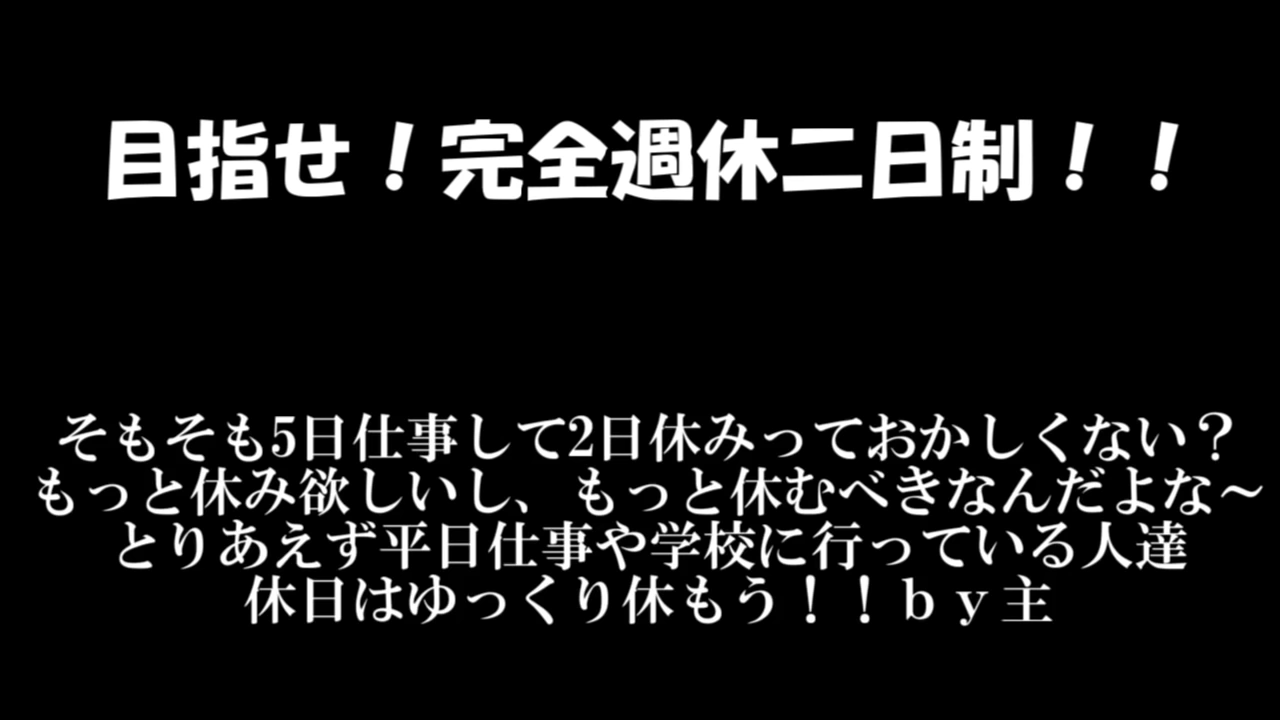 目指せ！完全週休二日制！！
そもそも5日仕事して2日休みっておかしくない？
もっと休み欲しいし、もっと休むべきなんだよな～
とりあえず平日仕事や学校に行っている人達
休日はゆっくり休もう！！ｂｙ主